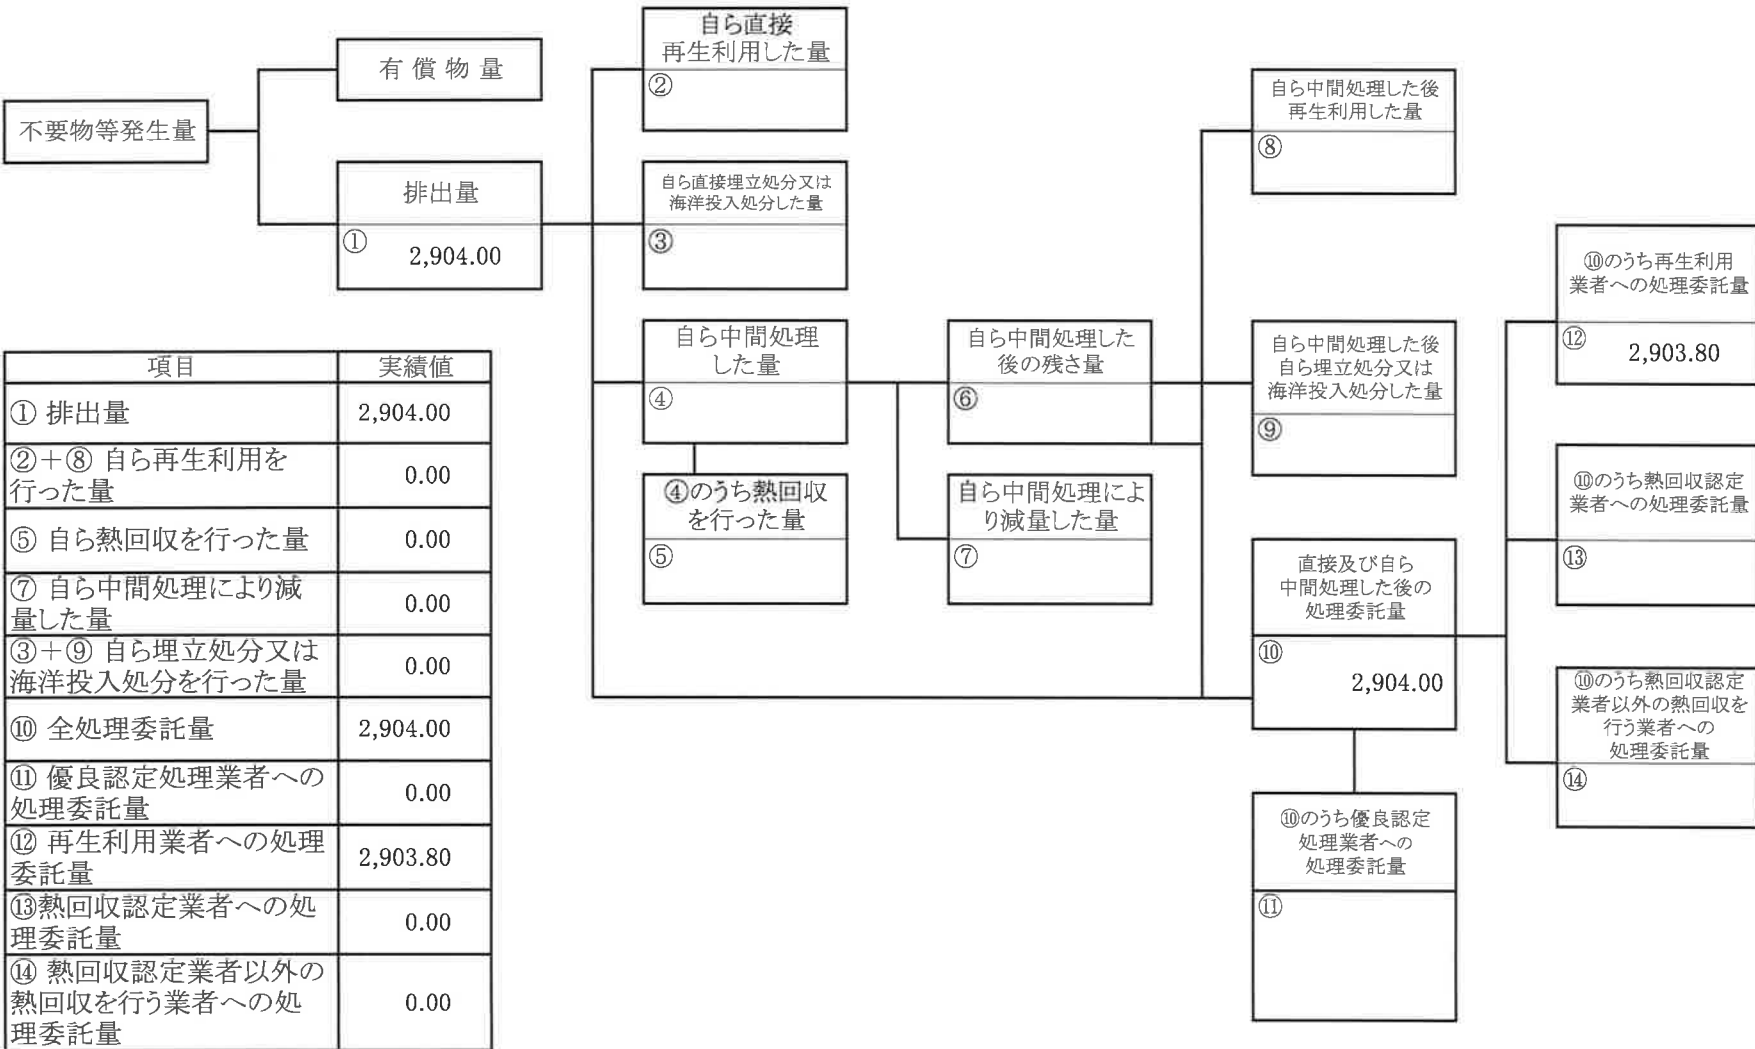 不要物等発生量
有 償 物 量
排出量
①
2,904.00
自ら直接
再生利用した量
②
自ら直接埋立処分又は
海洋投入処分した量
③
自ら中間処理
した量
④
④のうち熱回収
を行った量
⑤
自ら中間処理した
後の残さ量
⑥
自ら中間処理によ
り減量した量
⑦
自ら中間処理した後
再生利用した量
⑧
自ら中間処理した後
自ら埋立処分又は
海洋投入処分した量
⑨
直接及び自ら
中間処理した後の
処理委託量
⑩
2,904.00
⑩のうち優良認定
処理業者への
処理委託量
⑪
⑩のうち再生利用
業者への処理委託量
⑫
2,903.80
⑩のうち熱回収認定
業者への処理委託量
⑬
⑩のうち熱回収認定
業者以外の熱回収を
行う業者への
処理委託量
⑭
項目 実績値
① 排出量 2,904.00
②+⑧ 自ら再生利用を
行った量 0.00
⑤ 自ら熱回収を行った量 0.00
⑦ 自ら中間処理により減
量した量 0.00
③+⑨ 自ら埋立処分又は
海洋投入処分を行った量 0.00
⑩ 全処理委託量 2,904.00
⑪ 優良認定処理業者への
処理委託量 0.00
⑫ 再生利用業者への処理
委託量 2,903.80
⑬熱回収認定業者への処
理委託量 0.00
⑭ 熱回収認定業者以外の
熱回収を行う業者への処
理委託量 0.00